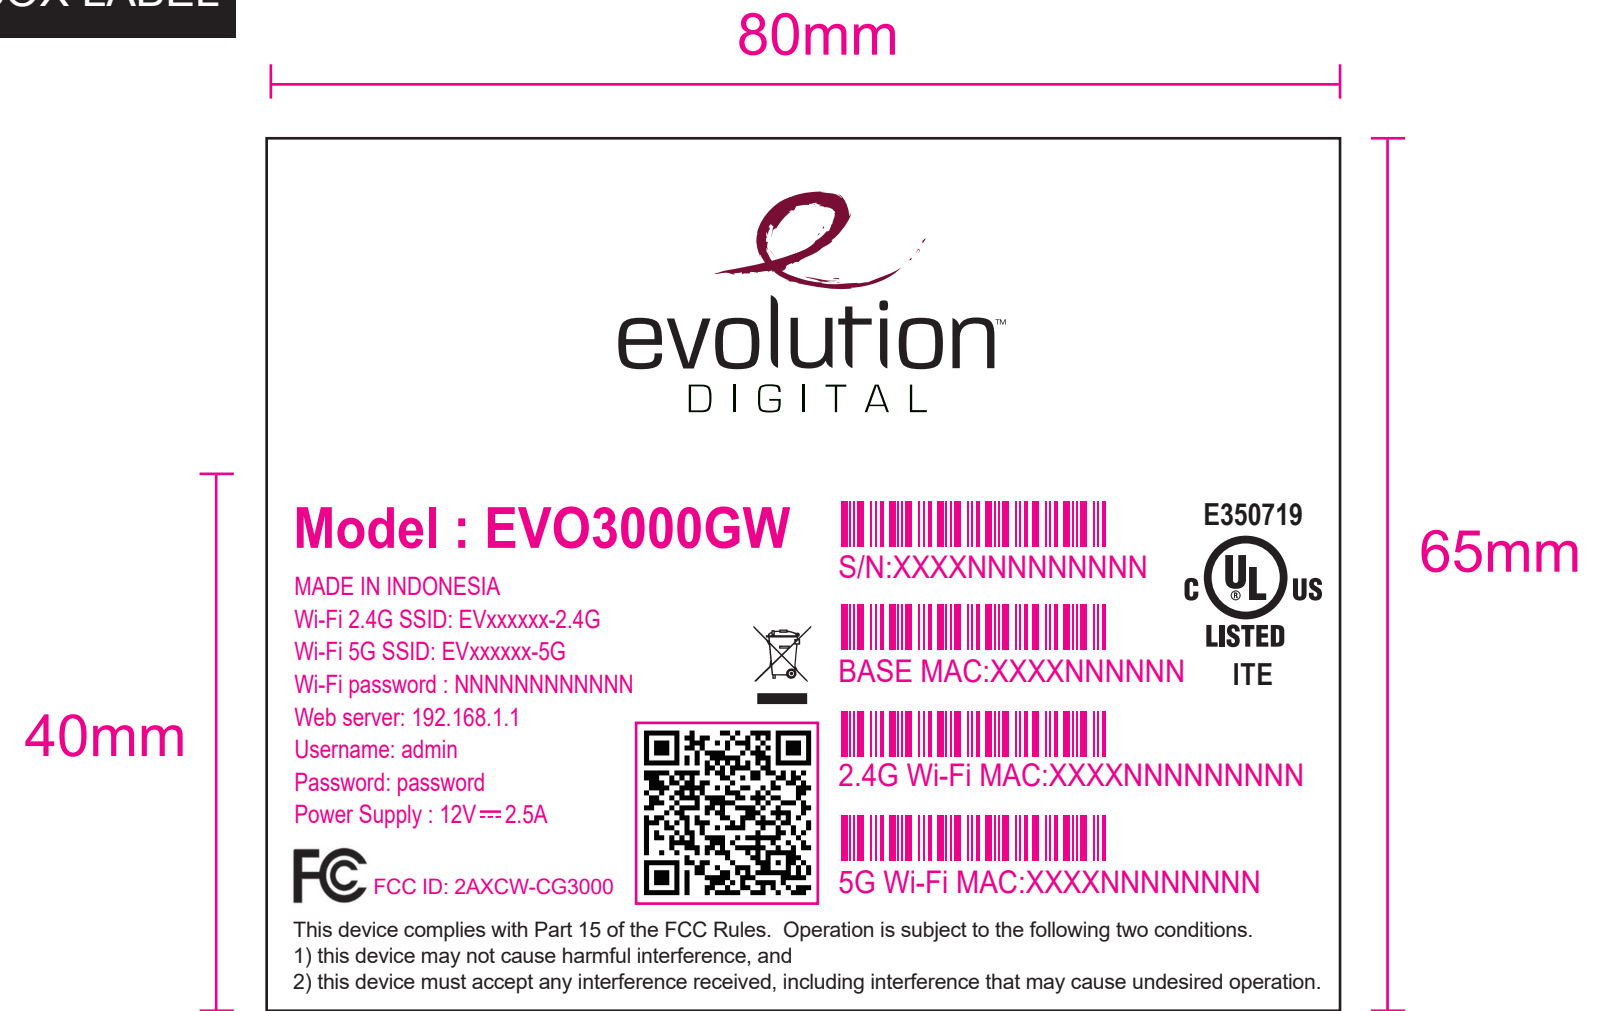 LABEL
80mm
evolution™
DIGITAL
Model : EVO3000GW
MADE IN INDONESIA
Wi-Fi 2.4G SSID: EVxxxxxx-2.4G
Wi-Fi 5G SSID: EVxxxxxx-5G
Wi-Fi password : NNNNNNNNNNNN
Web server: 192.168.1.1
Username: admin
Password: password
Power Supply : 12V⎓2.5A
FC FCC ID: 2AXCW-CG3000
S/N:XXXXNNNNNNNNN
BASE MAC:XXXXNNNNNN
2.4G Wi-Fi MAC:XXXXNNNNNNNNN
5G Wi-Fi MAC:XXXXNNNNNNNN
E350719
C UL® US
LISTED
ITE
40mm
65mm
This device complies with Part 15 of the FCC Rules.  Operation is subject to the following two conditions.
1) this device may not cause harmful interference, and
2) this device must accept any interference received, including interference that may cause undesired operation.